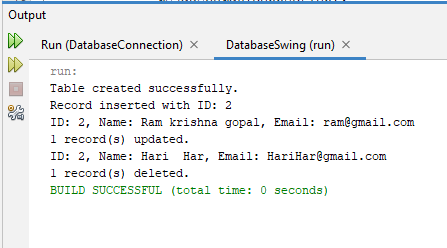 Output
Run (DatabaseConnection) × DatabaseSwing (run) ×
run:
Table created successfully.
Record inserted with ID: 2
ID: 2, Name: Ram krishna gopal, Email: ram@gmail.com
1 record(s) updated.
ID: 2, Name: Hari  Har, Email: HariHar@gmail.com
1 record(s) deleted.
BUILD SUCCESSFUL (total time: 0 seconds)